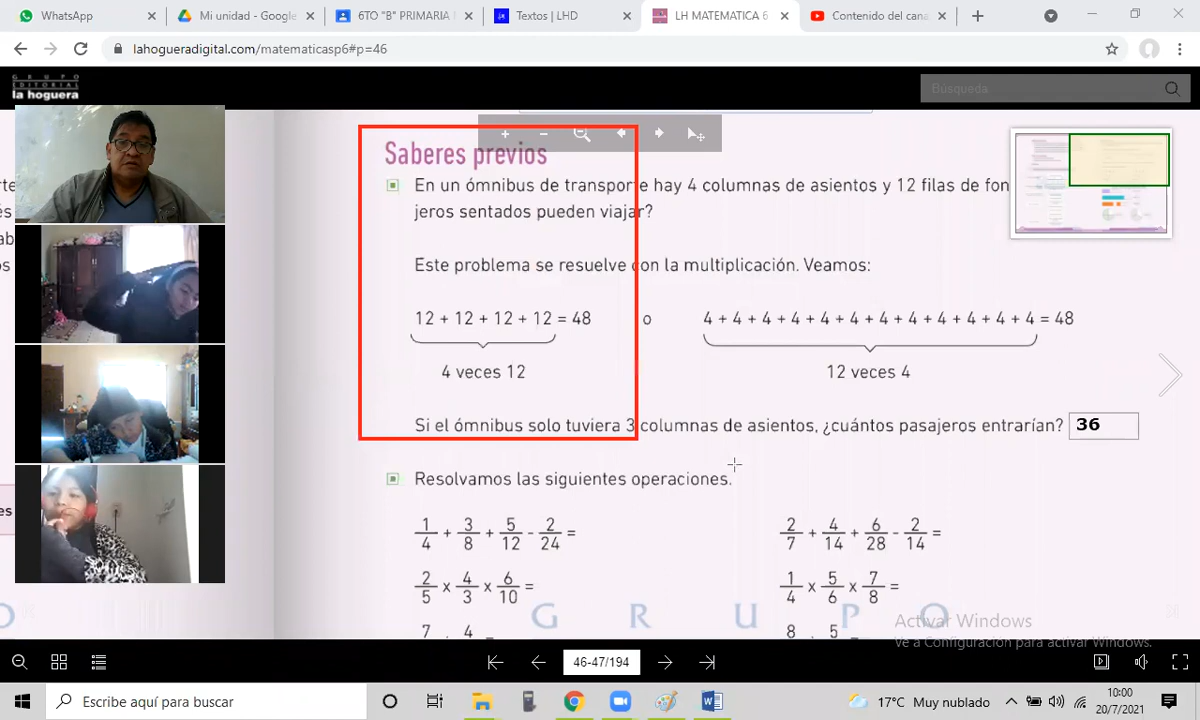 WhatsApp
Mi unidad - Google
6TO "B" PRIMARIA
Textos | LHD
LH MATEMATICA 6
Contenido del cana
lahogueradigital.com/matematicasp6#p=46
GRUPO
EDITORIAL
la hoguera
Búsqueda
Saberes previos
En un ómnibus de transporte hay 4 columnas de asientos y 12 filas de fon
jeros sentados pueden viajar?
Este problema se resuelve con la multiplicación. Veamos:
12 + 12 + 12 + 12 = 48 o 4 + 4 + 4 + 4 + 4 + 4 + 4 + 4 + 4 + 4 + 4 + 4 = 48
4 veces 12 12 veces 4
Si el ómnibus solo tuviera 3 columnas de asientos, ¿cuántos pasajeros entrarían? 36
Resolvamos las siguientes operaciones.
1/4 + 3/8 + 5/12 - 2/24 = 2/7 + 4/14 + 6/28 - 2/14 =
2/5 x 4/3 x 6/10 = 1/4 x 5/6 x 7/8 =
7 4 = 8 5 =
G R U P O
Activar Windows
Ve a Configuración para activar Windows.
46-47/194
Escribe aquí para buscar
17°C Muy nublado
10:00
20/7/2021